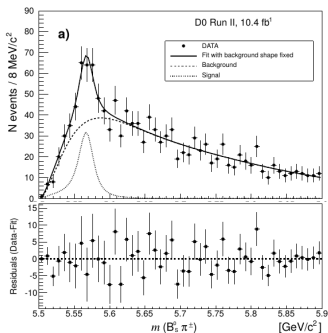 90
80
70
60
50
40
30
20
10
0
N events / 8 MeV/c²
a)
D0 Run II, 10.4 fb¹
DATA
Fit with background shape fixed
Background
Signal
15
10
5
0
-5
-10
Residuals (Data-Fit)
5.5 5.55 5.6 5.65 5.7 5.75 5.8 5.85 5.9
m (B⁰ₛ π±) [GeV/c²]